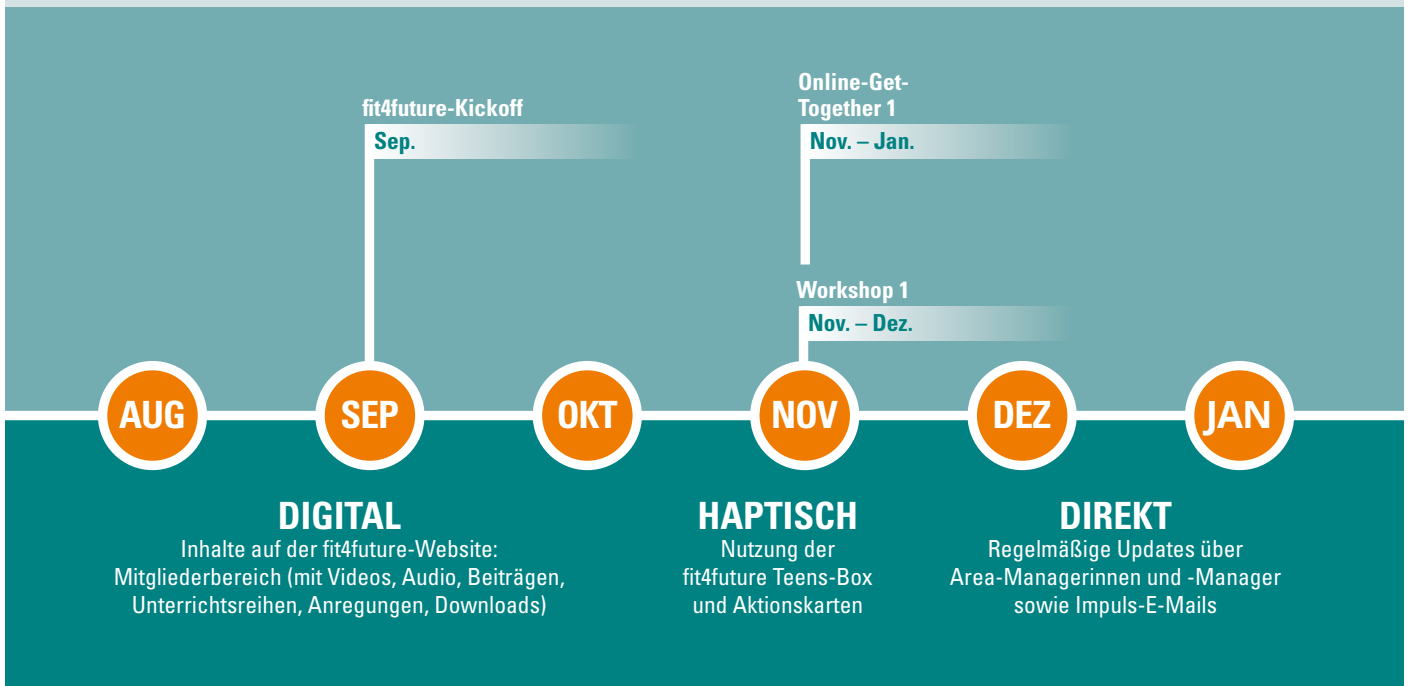 fit4future-Kickoff
Sep.
Online-Get-
Together 1
Nov. – Jan.
Workshop 1
Nov. – Dez.
AUG
SEP
OKT
NOV
DEZ
JAN
DIGITAL
Inhalte auf der fit4future-Website:
Mitgliederbereich (mit Videos, Audio, Beiträgen,
Unterrichtsreihen, Anregungen, Downloads)
HAPTISCH
Nutzung der
fit4future Teens-Box
und Aktionskarten
DIREKT
Regelmäßige Updates über
Area-Managerinnen und -Manager
sowie Impuls-E-Mails